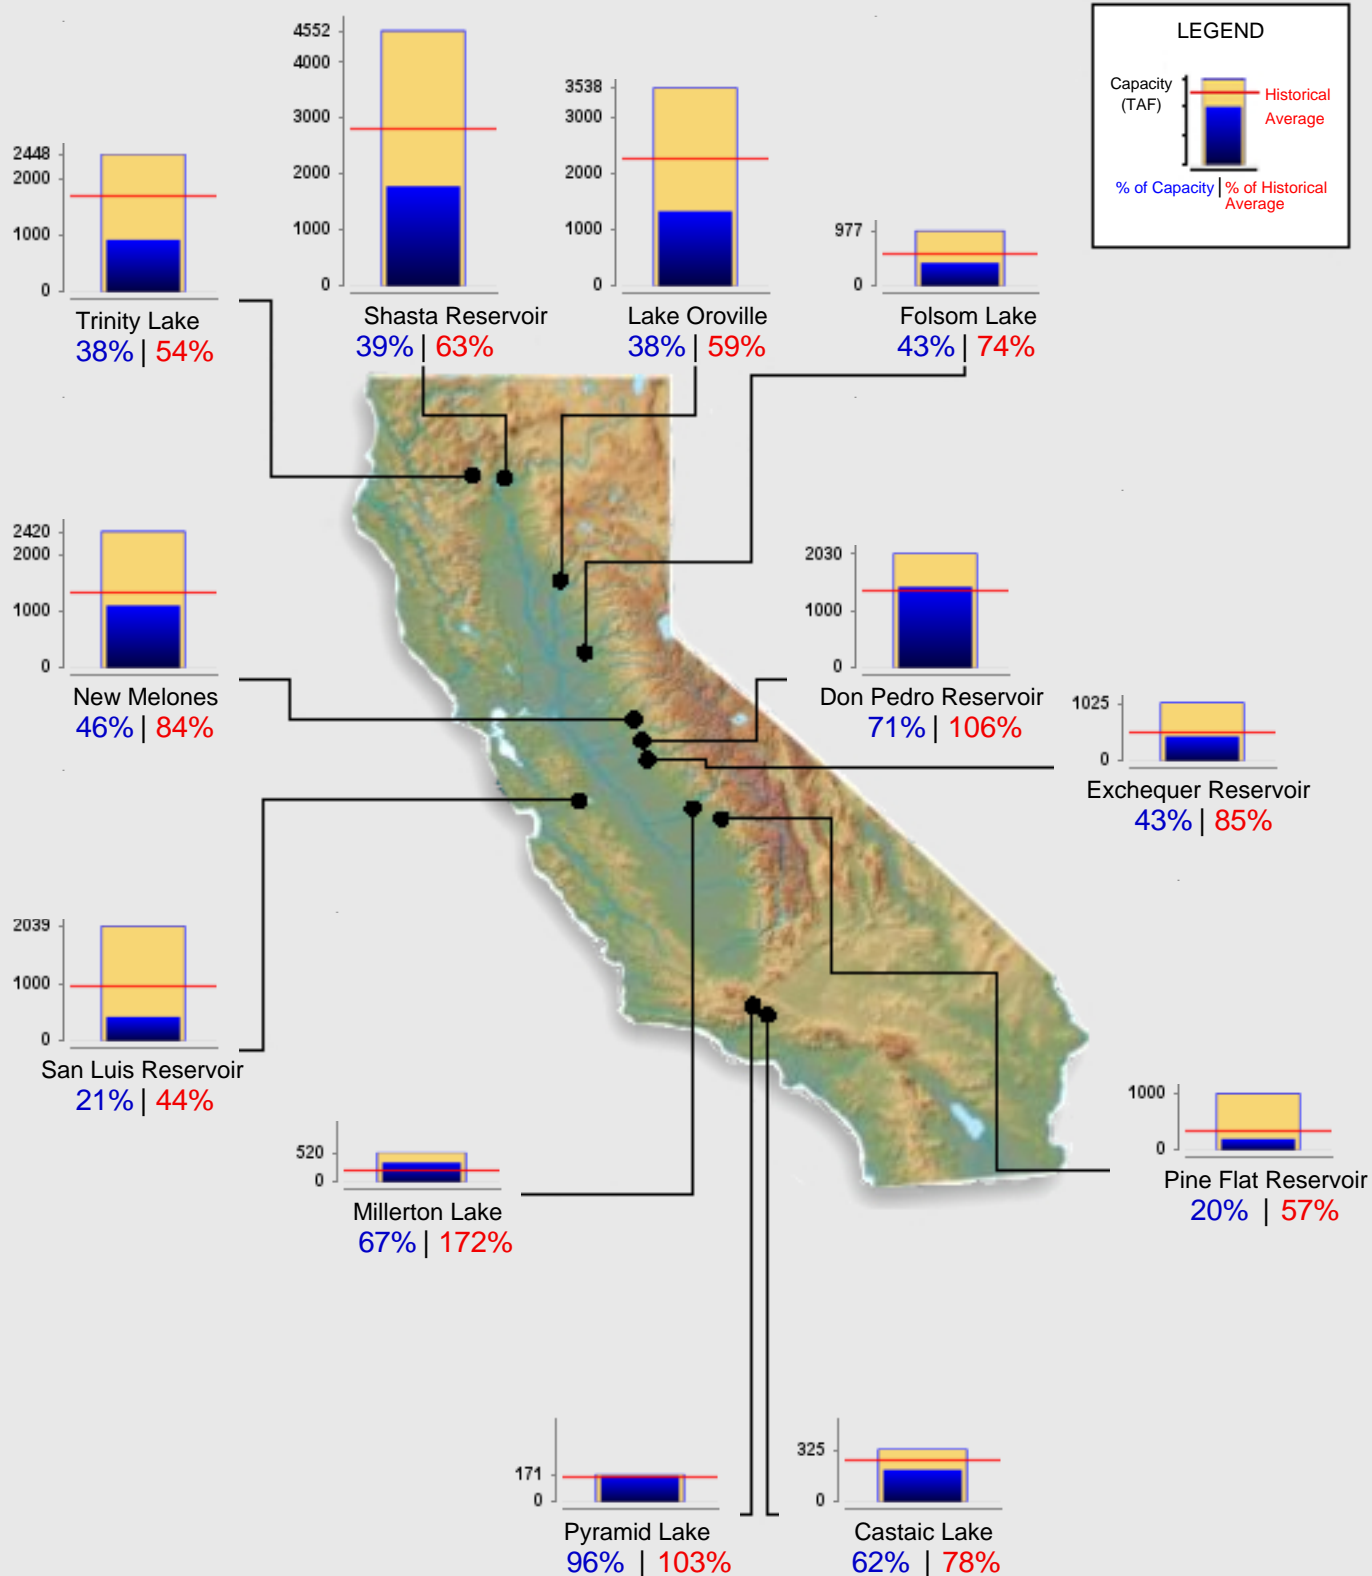 LEGEND
Capacity
(TAF)
Historical
Average
% of Capacity | % of Historical
Average
2448
2000
1000
0
Trinity Lake
38% | 54%
4552
4000
3000
2000
1000
0
Shasta Reservoir
39% | 63%
3538
3000
2000
1000
0
Lake Oroville
38% | 59%
977
0
Folsom Lake
43% | 74%
2420
2000
1000
0
New Melones
46% | 84%
2030
1000
0
Don Pedro Reservoir
71% | 106%
1025
0
Exchequer Reservoir
43% | 85%
2039
1000
0
San Luis Reservoir
21% | 44%
520
0
Millerton Lake
67% | 172%
1000
0
Pine Flat Reservoir
20% | 57%
171
0
Pyramid Lake
96% | 103%
325
0
Castaic Lake
62% | 78%